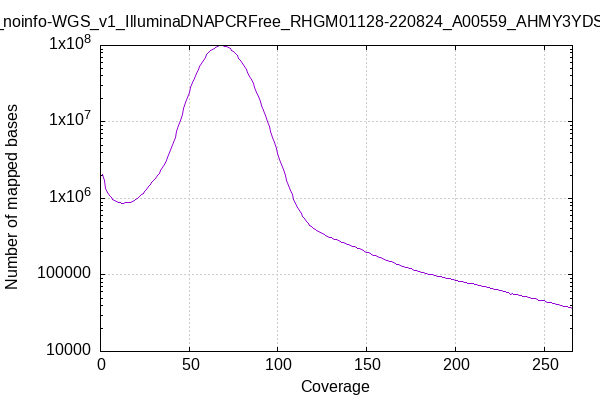 _noinfo-WGS_v1_IlluminaDNAPCRFree_RHGM01128-220824_A00559_AHMY3YDS
1x10^8
1x10^7
1x10^6
100000
10000
Number of mapped bases
0 50 100 150 200 250
Coverage